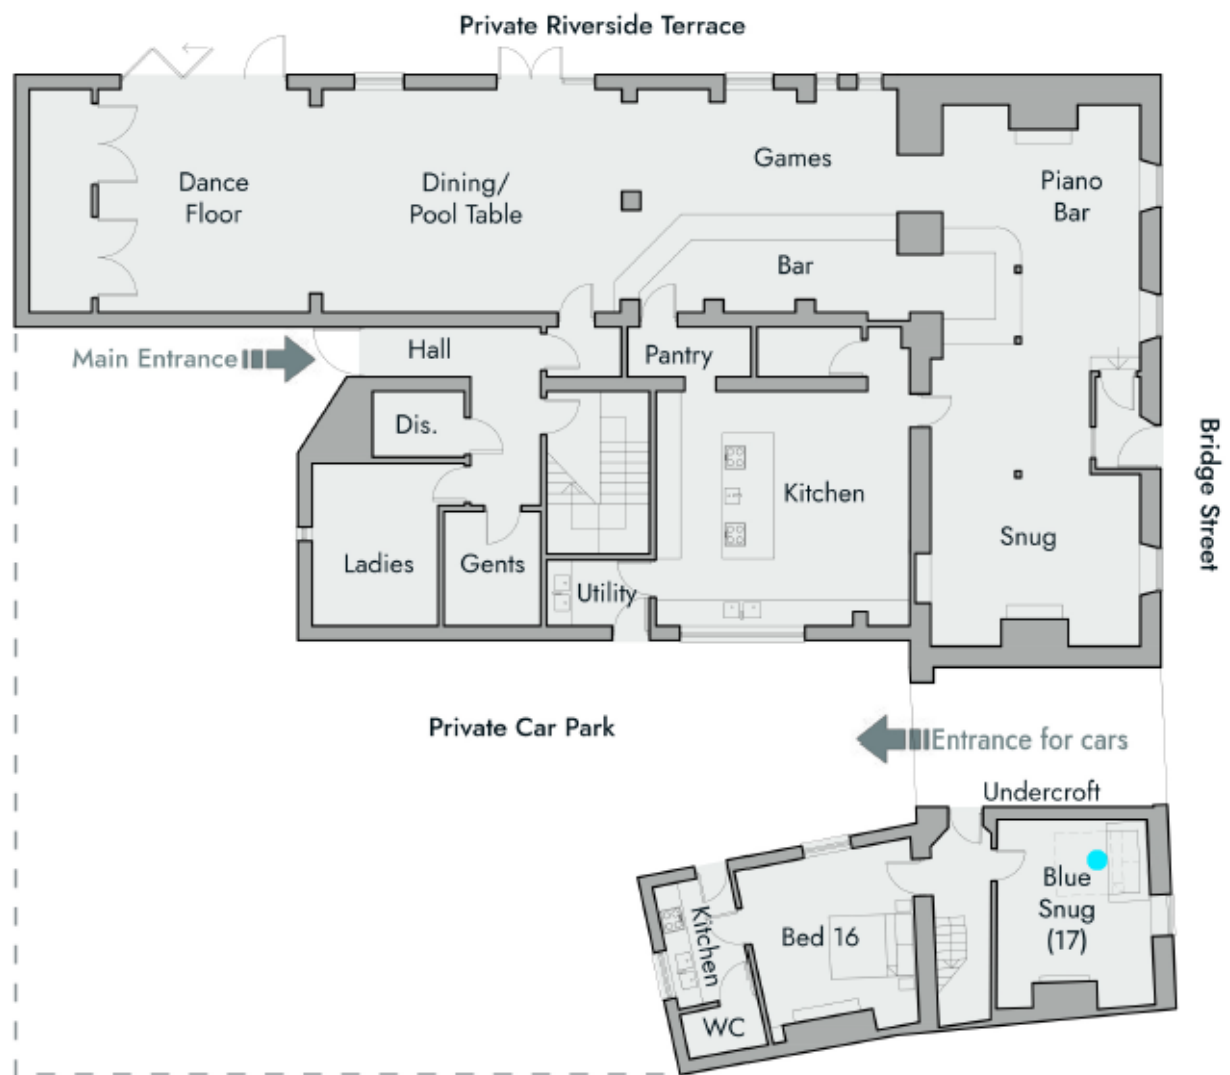 Private Riverside Terrace
Games
Dance
Floor
Dining/
Pool Table
Piano
Bar
Bar
Main Entrance
Hall
Pantry
Dis.
Kitchen
Bridge Street
Snug
Ladies
Gents
Utility
Private Car Park
Entrance for cars
Undercroft
Blue
Snug
(17)
Kitchen
Bed 16
WC